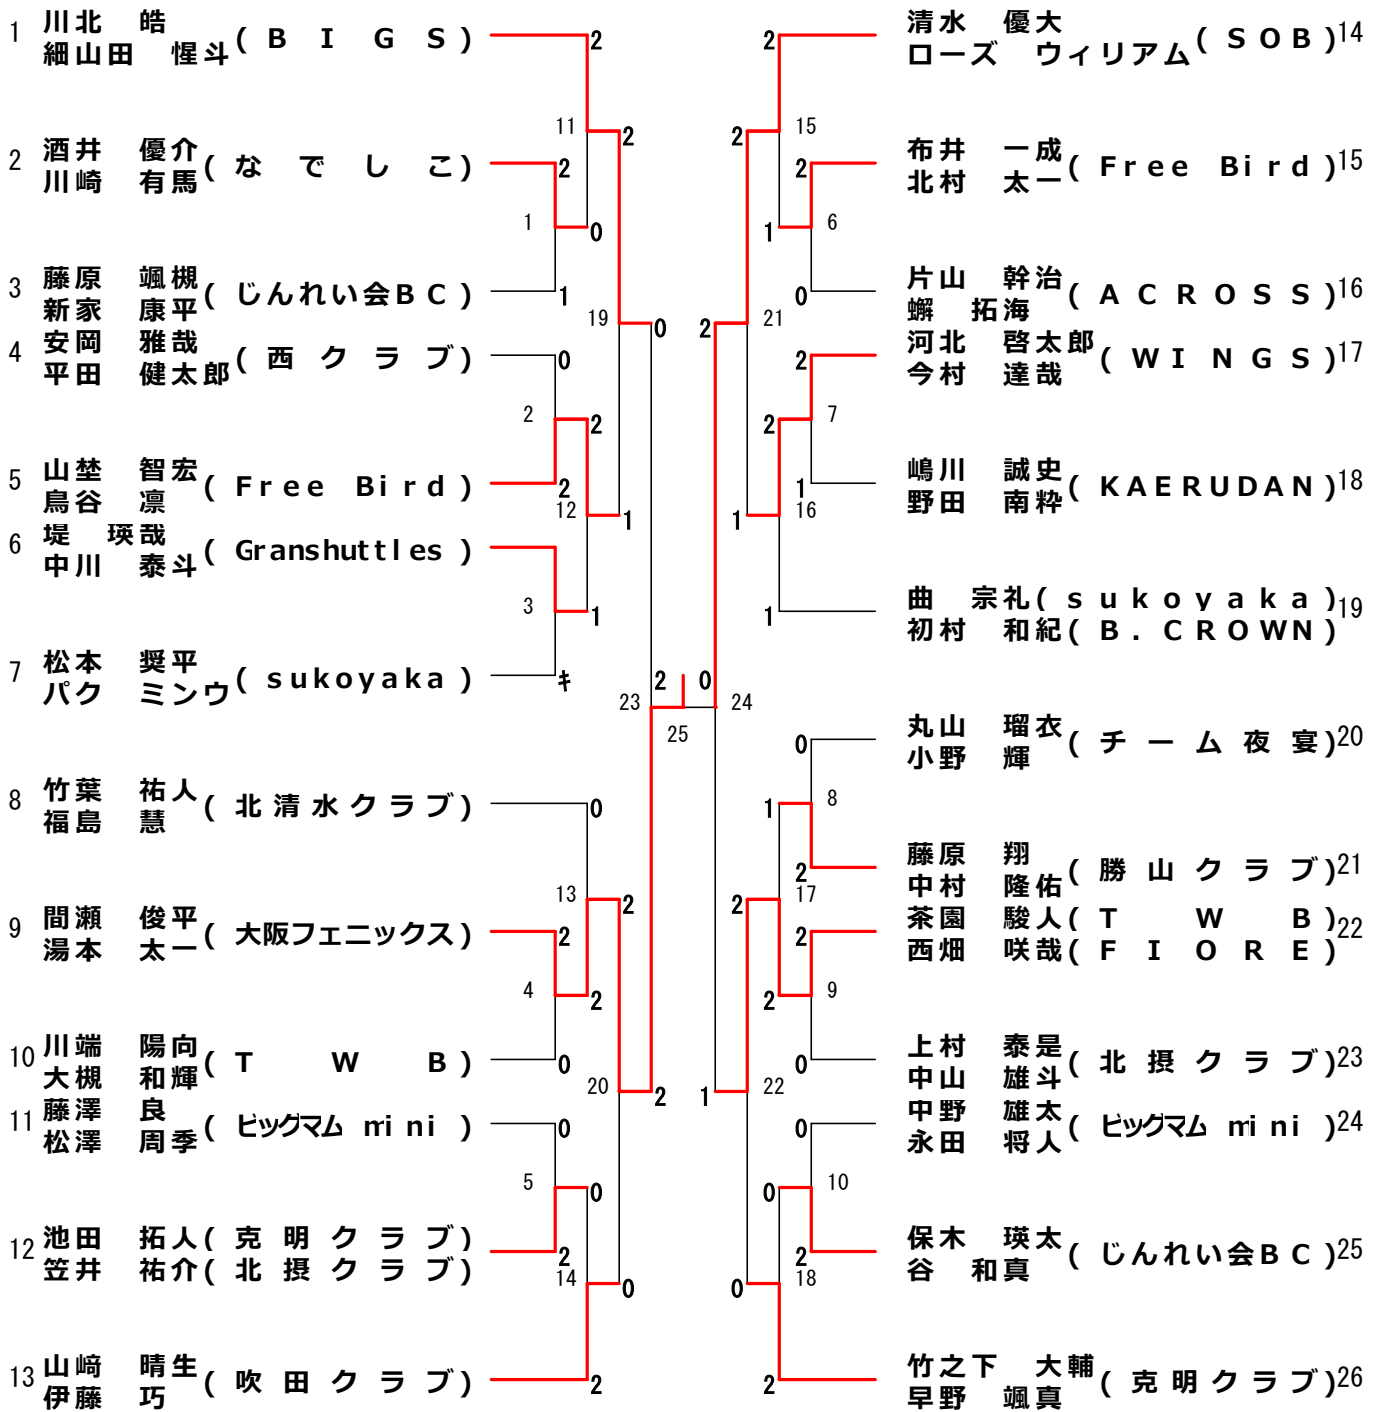 1 川北 皓
細山田 惺斗 ( B I G S )
2 酒井 優介
川崎 有馬 ( な で し こ )
3 藤原 颯槻
新家 康平 ( じんれい会BC )
4 安岡 雅哉
平田 健太郎 ( 西 ク ラ ブ )
5 山埜 智宏
鳥谷 凛 ( Free Bird )
6 堤 瑛哉
中川 泰斗 ( Granshuttles )
7 松本 奨平
パク ミンウ ( sukoyaka )
8 竹葉 祐人
福島 慧 ( 北清水クラブ )
9 間瀬 俊平
湯本 太一 ( 大阪フェニックス )
10 川端 陽向
大槻 和輝 ( T W B )
11 藤澤 良
松澤 周季 ( ビッグマム mini )
12 池田 拓人 ( 克 明 ク ラ ブ )
笠井 祐介 ( 北 摂 ク ラ ブ )
13 山﨑 晴生
伊藤 巧 ( 吹 田 ク ラ ブ )
2
11
2
2
1
0
1
19
0
0
2
2
2
12
1
3
1
キ
23
2
25
0
13
2
2
4
2
0
20
2
0
5
0
2
14
0
2
2
15
2
2
6
1
0
21
2
2
7
2
1
16
1
1
0
24
0
8
1
2
17
2
2
9
2
0
22
1
0
10
0
2
18
0
2
清水 優大
ローズ ウィリアム ( SOB ) 14
布井 一成
北村 太一 ( Free Bird ) 15
片山 幹治
蠏 拓海 ( A C R O S S ) 16
河北 啓太郎
今村 達哉 ( W I N G S ) 17
嶋川 誠史
野田 南粋 ( KAERUDAN ) 18
曲 宗礼 ( sukoyaka ) 19
初村 和紀 ( B.CROWN )
丸山 瑠衣
小野 輝 ( チ ー ム 夜 宴 ) 20
藤原 翔
中村 隆佑 ( 勝 山 ク ラ ブ ) 21
茶園 駿人 ( T W B ) 22
西畑 咲哉 ( F I O R E )
上村 泰是
中山 雄斗 ( 北 摂 ク ラ ブ ) 23
中野 雄太
永田 将人 ( ビッグマム mini ) 24
保木 瑛太
谷 和真 ( じんれい会BC ) 25
竹之下 大輔
早野 颯真 ( 克明クラブ ) 26